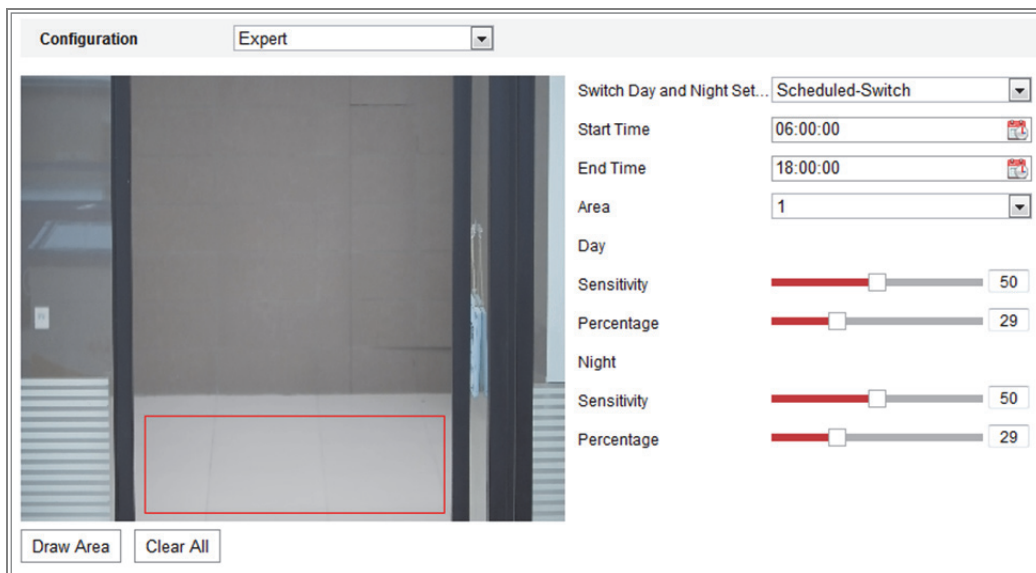 Configuration Expert
Switch Day and Night Set... Scheduled-Switch
Start Time 06:00:00
End Time 18:00:00
Area 1
Day
Sensitivity 50
Percentage 29
Night
Sensitivity 50
Percentage 29
Draw Area Clear All